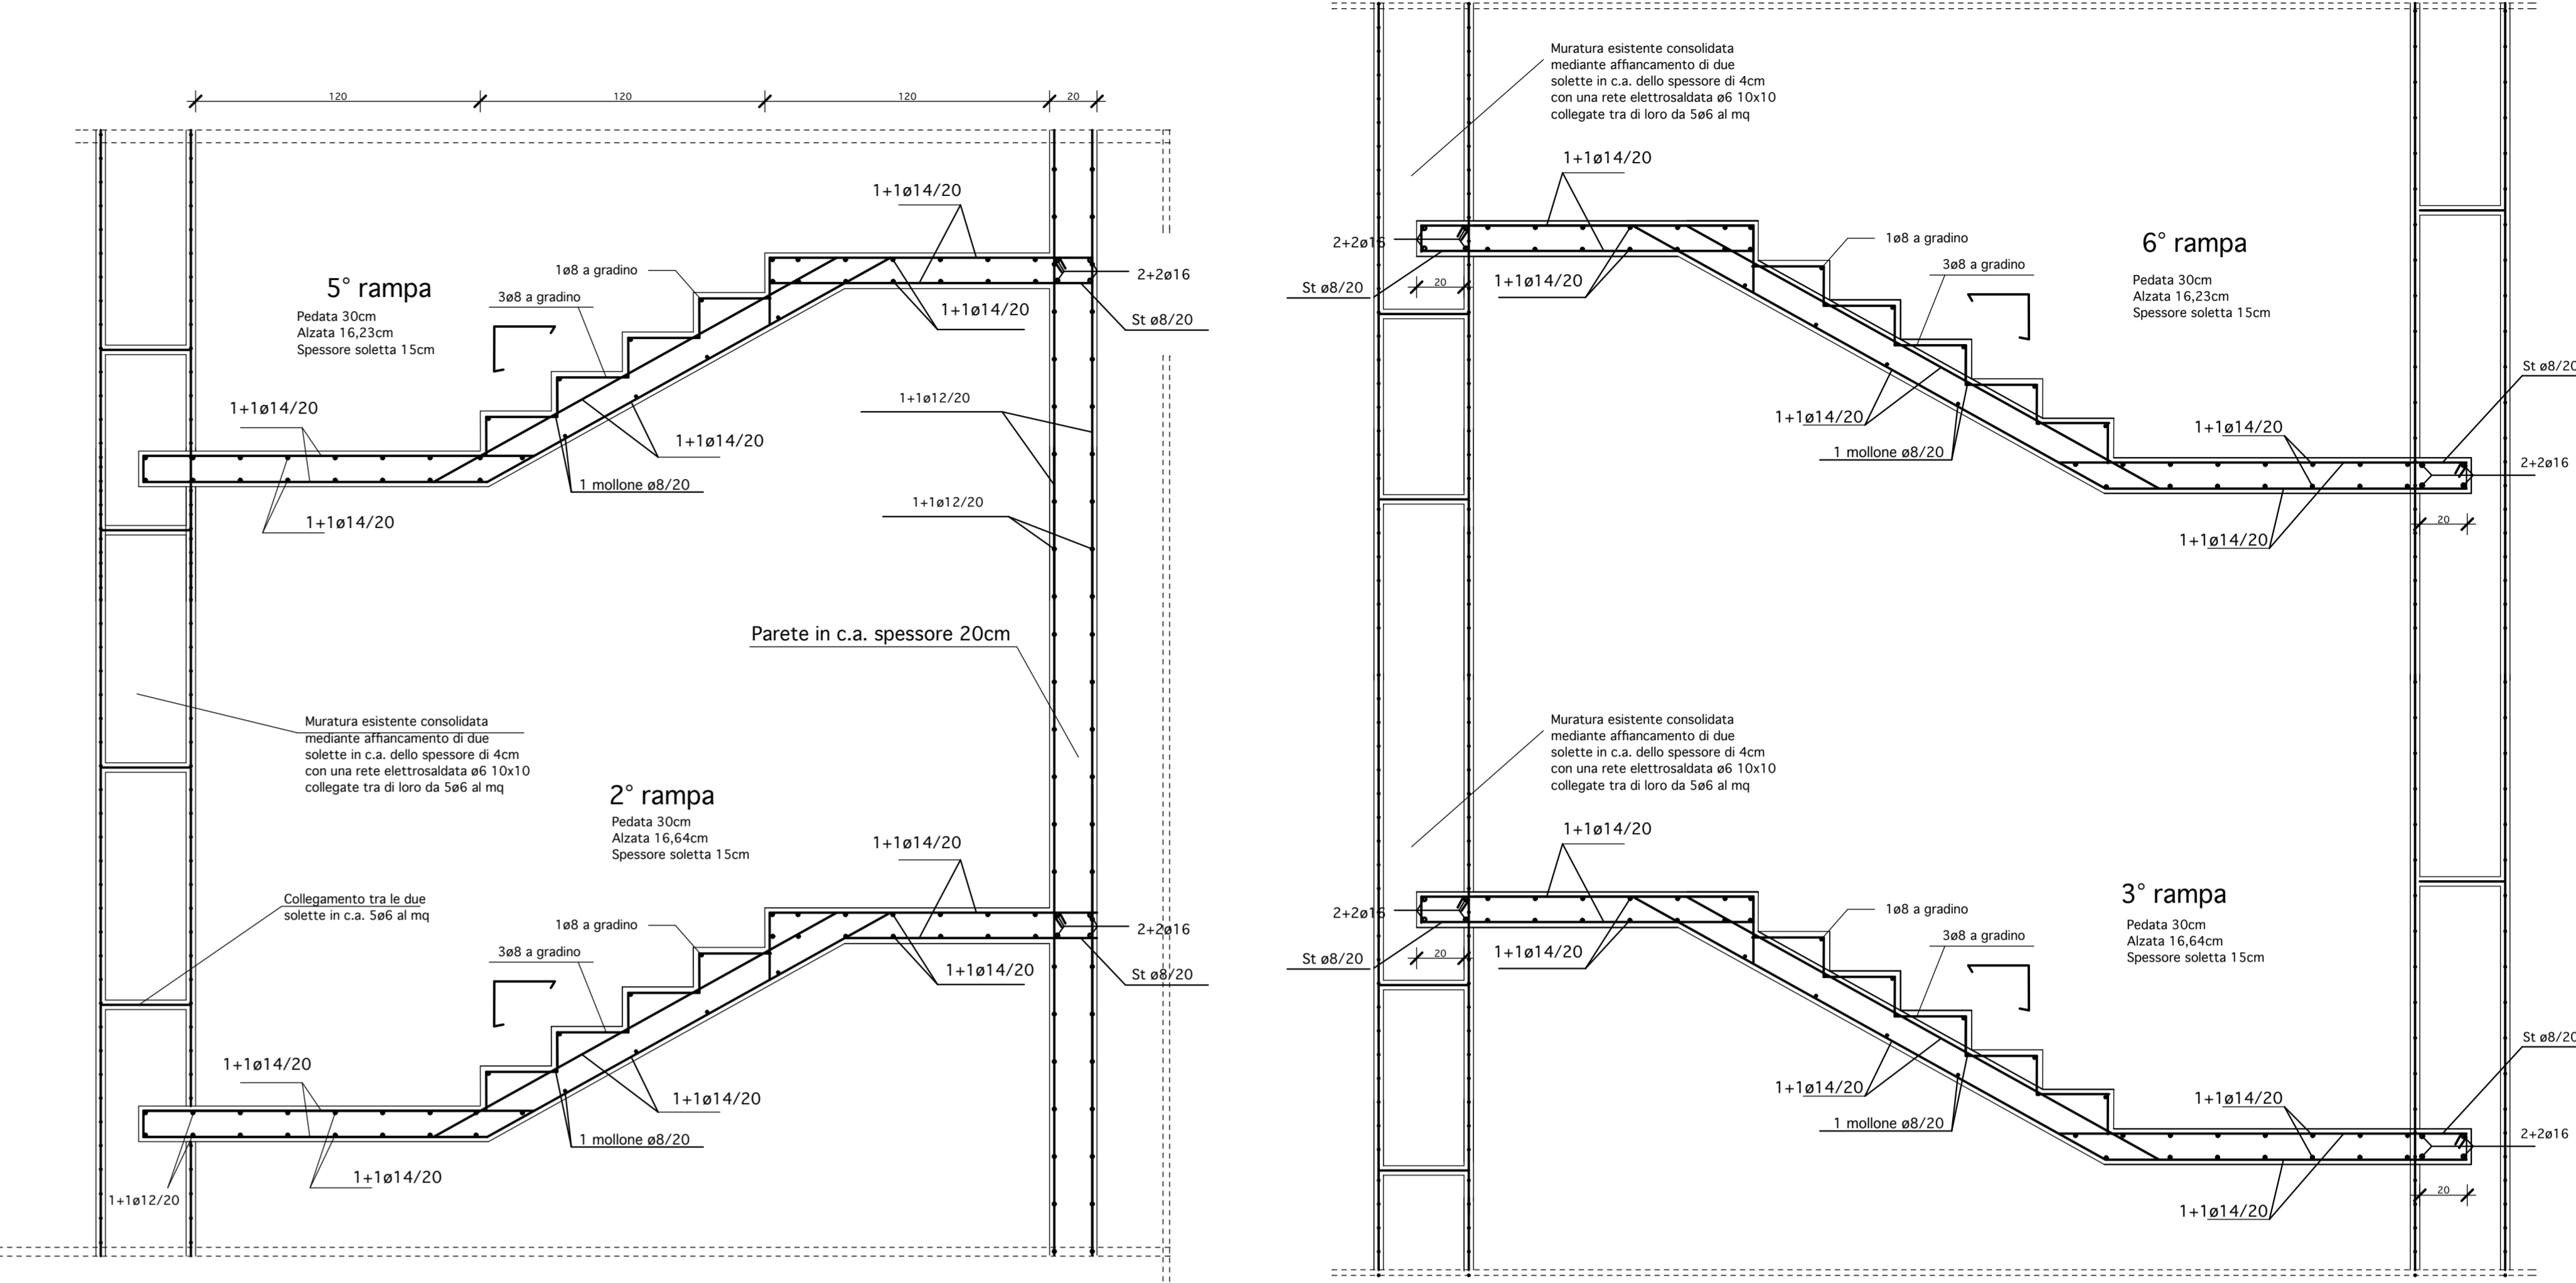 120
120
120
20
1+1ø14/20
5° rampa
Pedata 30cm
Alzata 16,23cm
Spessore soletta 15cm
1ø8 a gradino
3ø8 a gradino
2+2ø16
1+1ø14/20
St ø8/20
1+1ø14/20
1+1ø12/20
1+1ø14/20
1 mollone ø8/20
1+1ø14/20
1+1ø12/20
Parete in c.a. spessore 20cm
Muratura esistente consolidata
mediante affiancamento di due
solette in c.a. dello spessore di 4cm
con una rete elettrosaldata ø6 10x10
collegate tra di loro da 5ø6 al mq
2° rampa
Pedata 30cm
Alzata 16,64cm
Spessore soletta 15cm
1+1ø14/20
Collegamento tra le due
solette in c.a. 5ø6 al mq
1ø8 a gradino
3ø8 a gradino
2+2ø16
1+1ø14/20
St ø8/20
1+1ø14/20
1+1ø14/20
1 mollone ø8/20
1+1ø14/20
1+1ø12/20
Muratura esistente consolidata
mediante affiancamento di due
solette in c.a. dello spessore di 4cm
con una rete elettrosaldata ø6 10x10
collegate tra di loro da 5ø6 al mq
1+1ø14/20
2+2ø16
1ø8 a gradino
3ø8 a gradino
6° rampa
Pedata 30cm
Alzata 16,23cm
Spessore soletta 15cm
St ø8/20
20
1+1ø14/20
St ø8/20
1+1ø14/20
1 mollone ø8/20
1+1ø14/20
2+2ø16
20
1+1ø14/20
Muratura esistente consolidata
mediante affiancamento di due
solette in c.a. dello spessore di 4cm
con una rete elettrosaldata ø6 10x10
collegate tra di loro da 5ø6 al mq
1+1ø14/20
2+2ø16
1ø8 a gradino
3ø8 a gradino
3° rampa
Pedata 30cm
Alzata 16,64cm
Spessore soletta 15cm
St ø8/20
20
1+1ø14/20
St ø8/20
1+1ø14/20
1 mollone ø8/20
1+1ø14/20
2+2ø16
20
1+1ø14/20